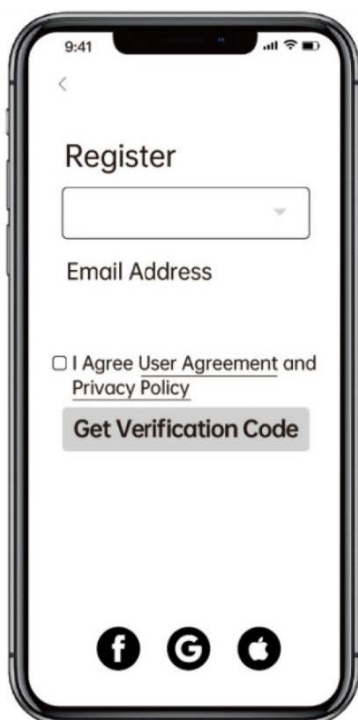 9:41
Register
Email Address
I Agree User Agreement and
Privacy Policy
Get Verification Code
f
G